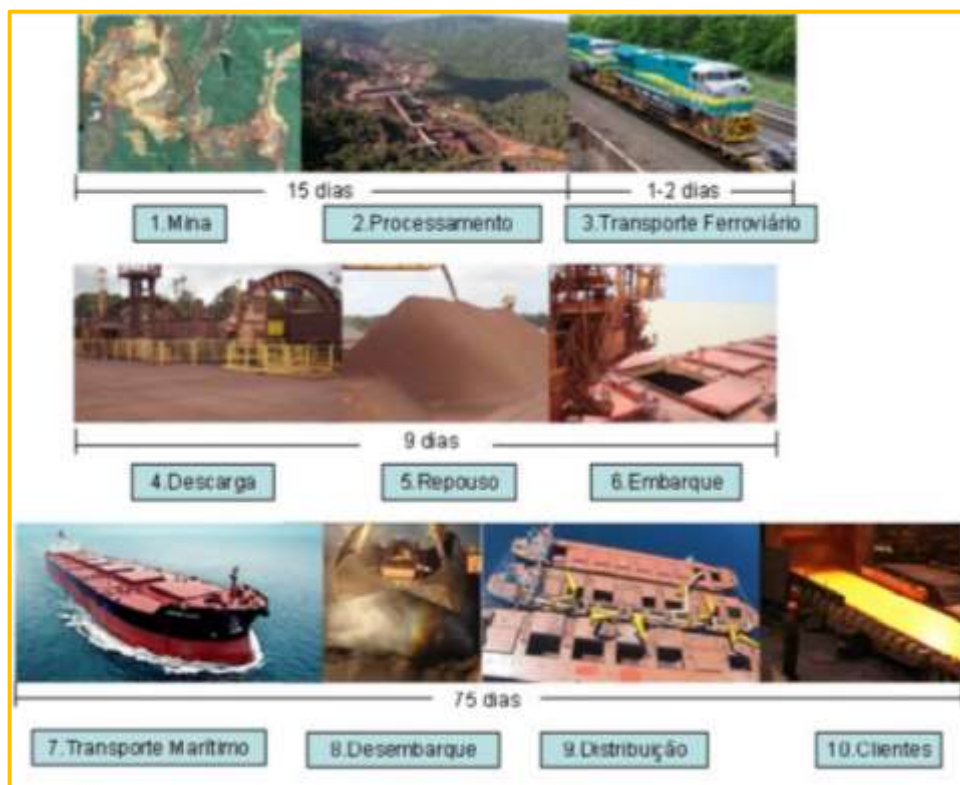 15 dias
1-2 dias
1.Mina
2.Processamento
3.Transporte Ferroviário
9 dias
4.Descarga
5.Repouso
6.Embarque
75 dias
7.Transporte Marítimo
8.Desembarque
9.Distribuição
10.Clientes